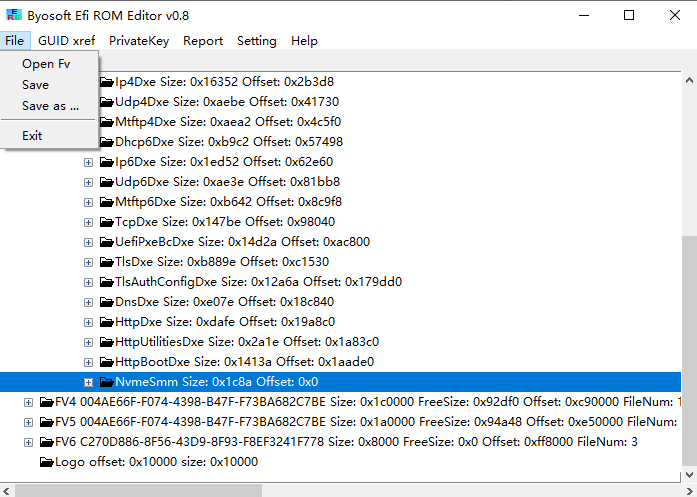 Byosoft Efi ROM Editor v0.8
File GUID xref PrivateKey Report Setting Help
Open Fv
Save
Save as ...
Exit
Ip4Dxe Size: 0x16352 Offset: 0x2b3d8
Udp4Dxe Size: 0xaebe Offset: 0x41730
Mtftp4Dxe Size: 0xaea2 Offset: 0x4c5f0
Dhcp6Dxe Size: 0xb9c2 Offset: 0x57498
Ip6Dxe Size: 0x1ed52 Offset: 0x62e60
Udp6Dxe Size: 0xae3e Offset: 0x81bb8
Mtftp6Dxe Size: 0xb642 Offset: 0x8c9f8
TcpDxe Size: 0x147be Offset: 0x98040
UefiPxeBcDxe Size: 0x14d2a Offset: 0xac800
TlsDxe Size: 0xb889e Offset: 0xc1530
TlsAuthConfigDxe Size: 0x12a6a Offset: 0x179dd0
DnsDxe Size: 0xe07e Offset: 0x18c840
HttpDxe Size: 0xdafe Offset: 0x19a8c0
HttpUtilitiesDxe Size: 0x2a1e Offset: 0x1a83c0
HttpBootDxe Size: 0x1413a Offset: 0x1aade0
NvmeSmm Size: 0x1c8a Offset: 0x0
FV4 004AE66F-F074-4398-B47F-F73BA682C7BE Size: 0x1c0000 FreeSize: 0x92df0 Offset: 0xc90000 FileNum: 1
FV5 004AE66F-F074-4398-B47F-F73BA682C7BE Size: 0x1a0000 FreeSize: 0x94a48 Offset: 0xe50000 FileNum:
FV6 C270D886-8F56-43D9-8F93-F8EF3241F778 Size: 0x8000 FreeSize: 0x0 Offset: 0xff8000 FileNum: 3
Logo offset: 0x10000 size: 0x10000